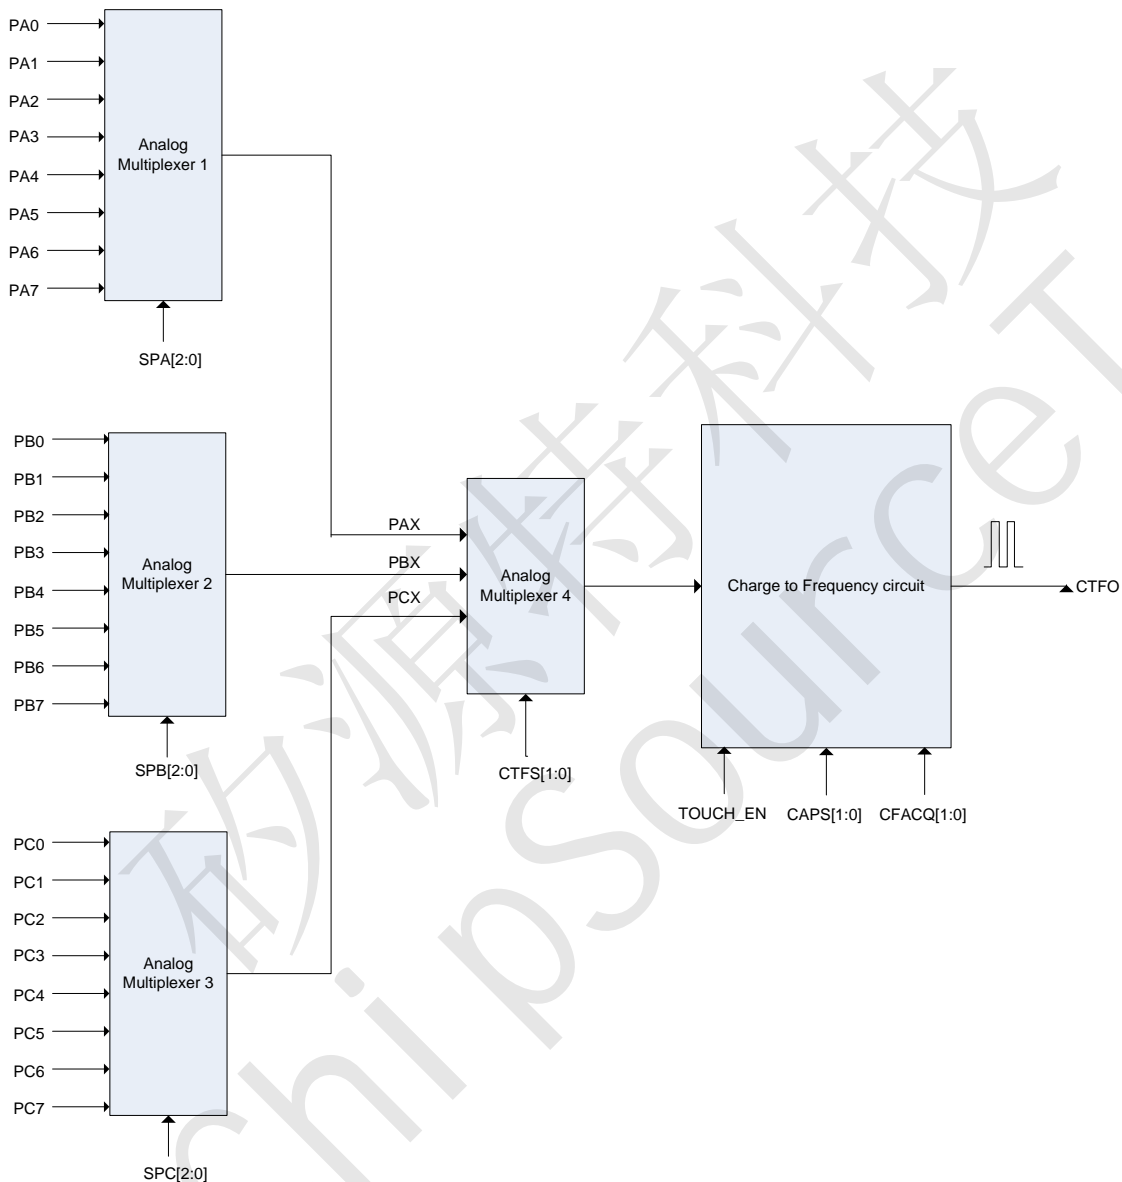 PA0
PA1
PA2
PA3
PA4
PA5
PA6
PA7
Analog
Multiplexer 1
SPA[2:0]
PB0
PB1
PB2
PB3
PB4
PB5
PB6
PB7
Analog
Multiplexer 2
SPB[2:0]
PC0
PC1
PC2
PC3
PC4
PC5
PC6
PC7
Analog
Multiplexer 3
SPC[2:0]
PAX
PBX
PCX
Analog
Multiplexer 4
CTFS[1:0]
Charge to Frequency circuit
TOUCH_EN
CAPS[1:0]
CFACQ[1:0]
CTFO
矽源特科技
ChipSourceT